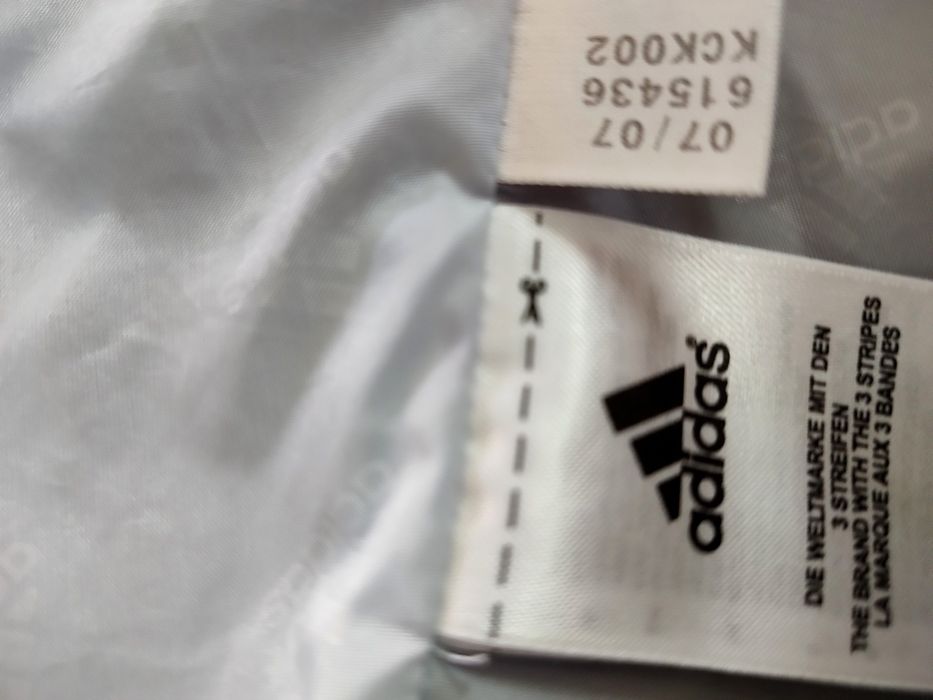 KCK002
615436
07/07
adidas®
DIE WELTMARKE MIT DEN
3 STREIFEN
THE BRAND WITH THE 3 STRIPES
LA MARQUE AUX 3 BANDES